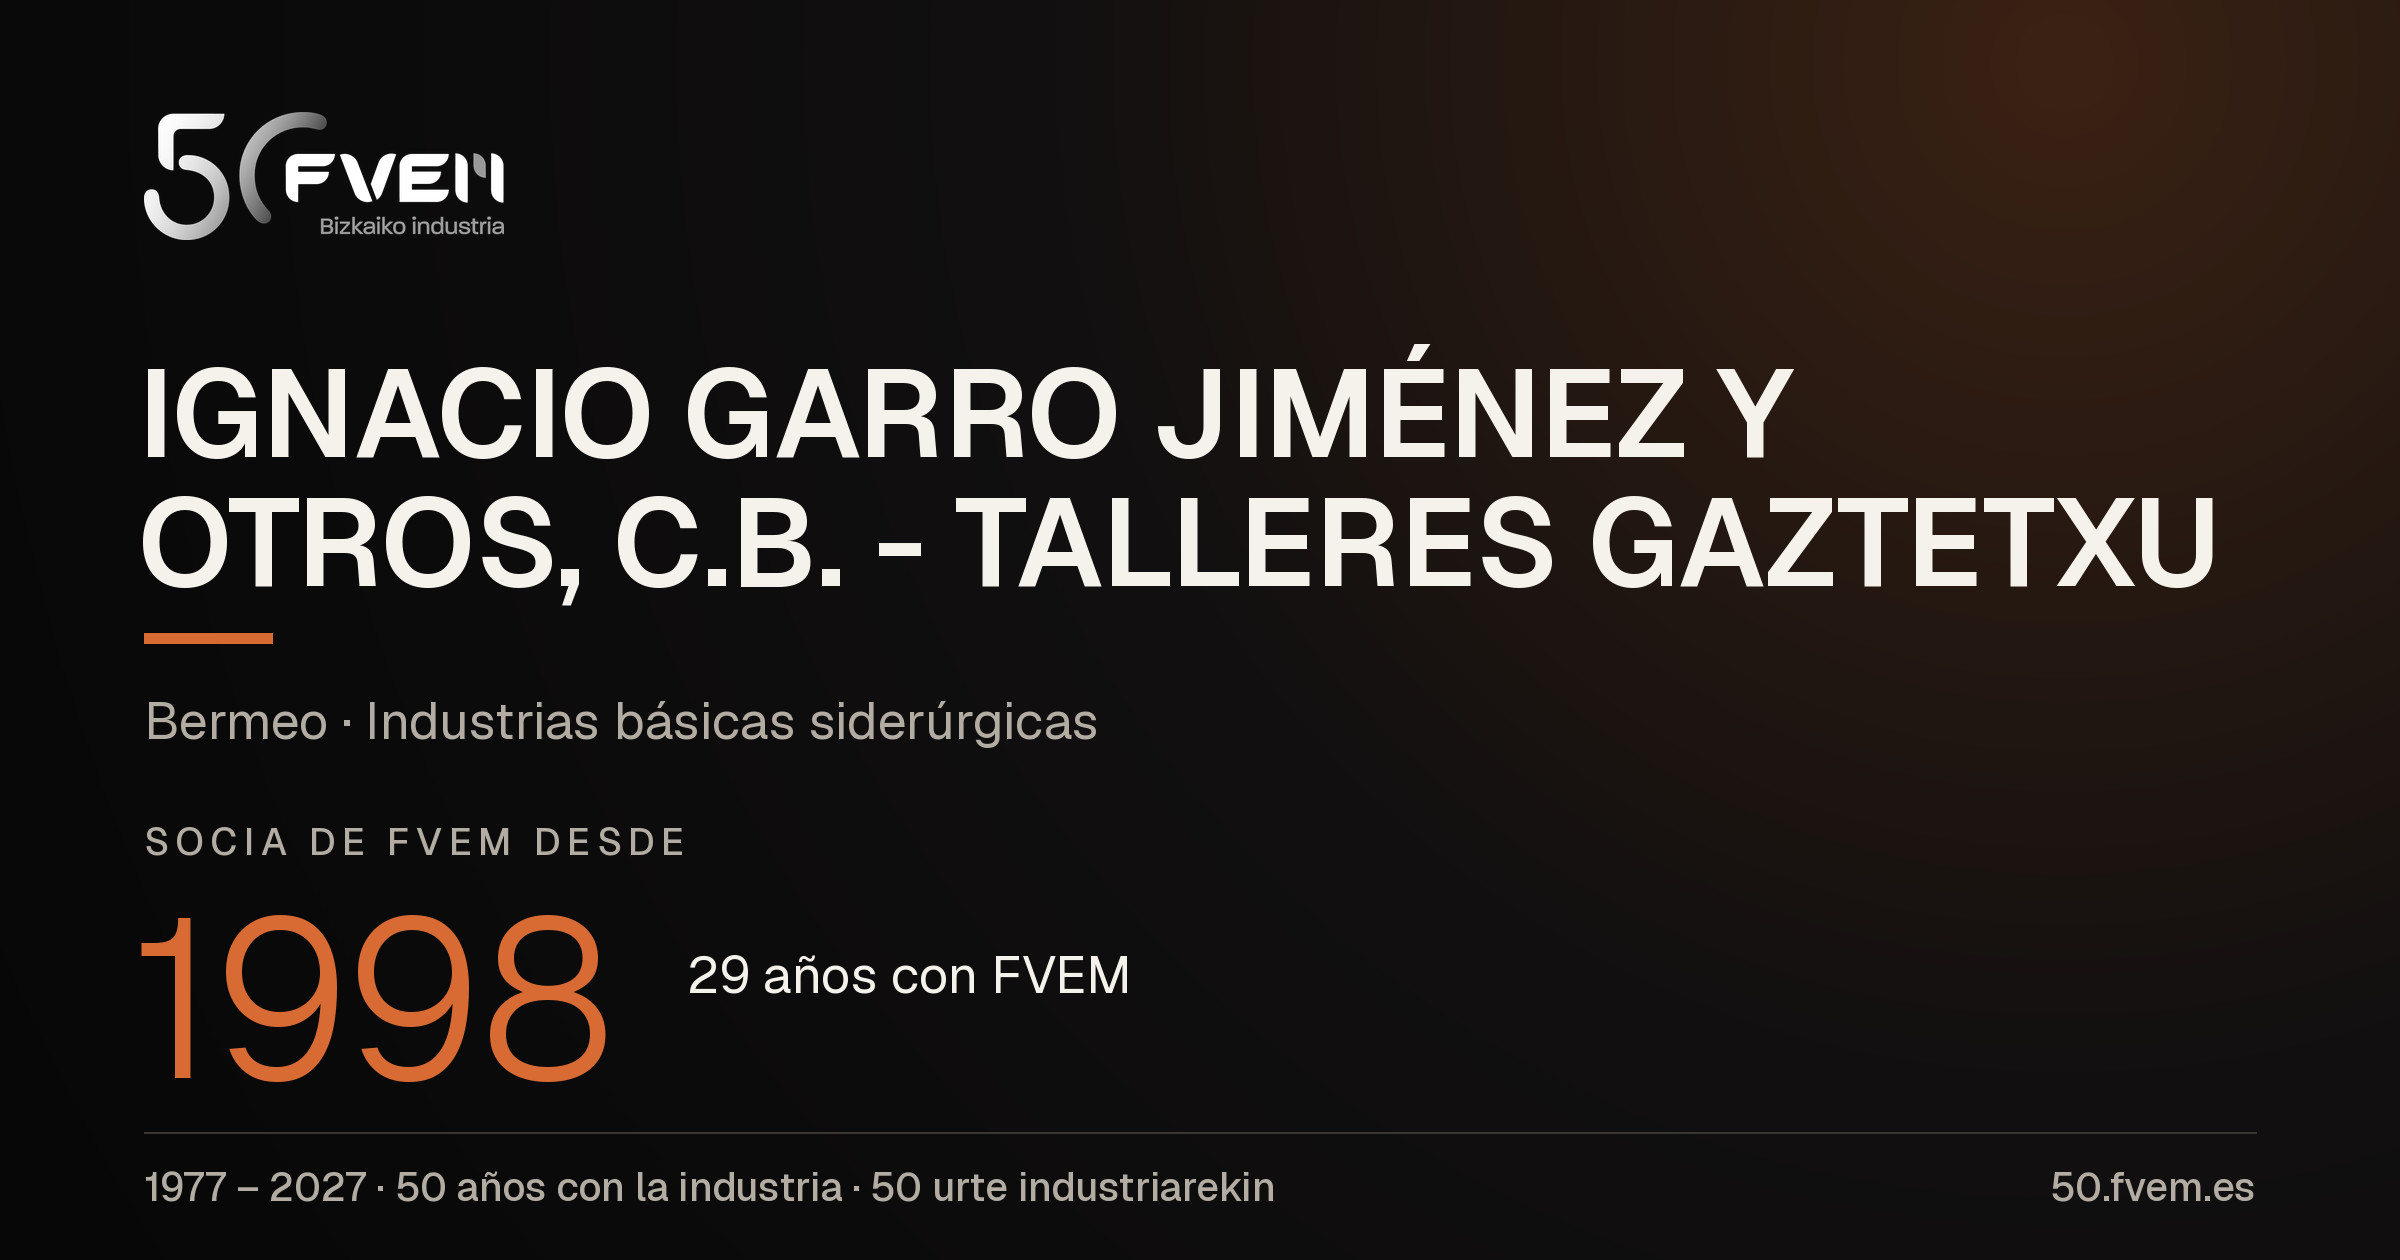 50 FVEM
Bizkaiko industria
IGNACIO GARRO JIMÉNEZ Y
OTROS, C.B. - TALLERES GAZTETXU
Bermeo · Industrias básicas siderúrgicas
SOCIA DE FVEM DESDE
1998
29 años con FVEM
1977 – 2027 · 50 años con la industria · 50 urte industriarekin
50.fvem.es